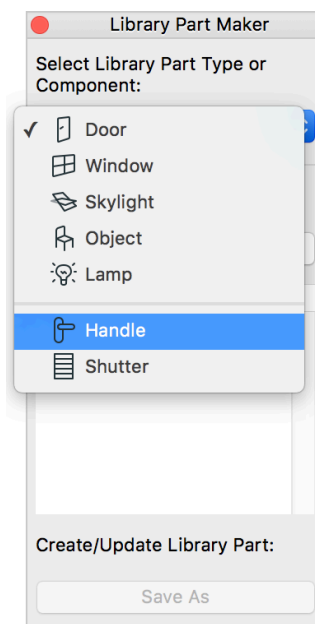 Library Part Maker
Select Library Part Type or
Component:
✓ Door
Window
Skylight
Object
Lamp
Handle
Shutter
Create/Update Library Part:
Save As